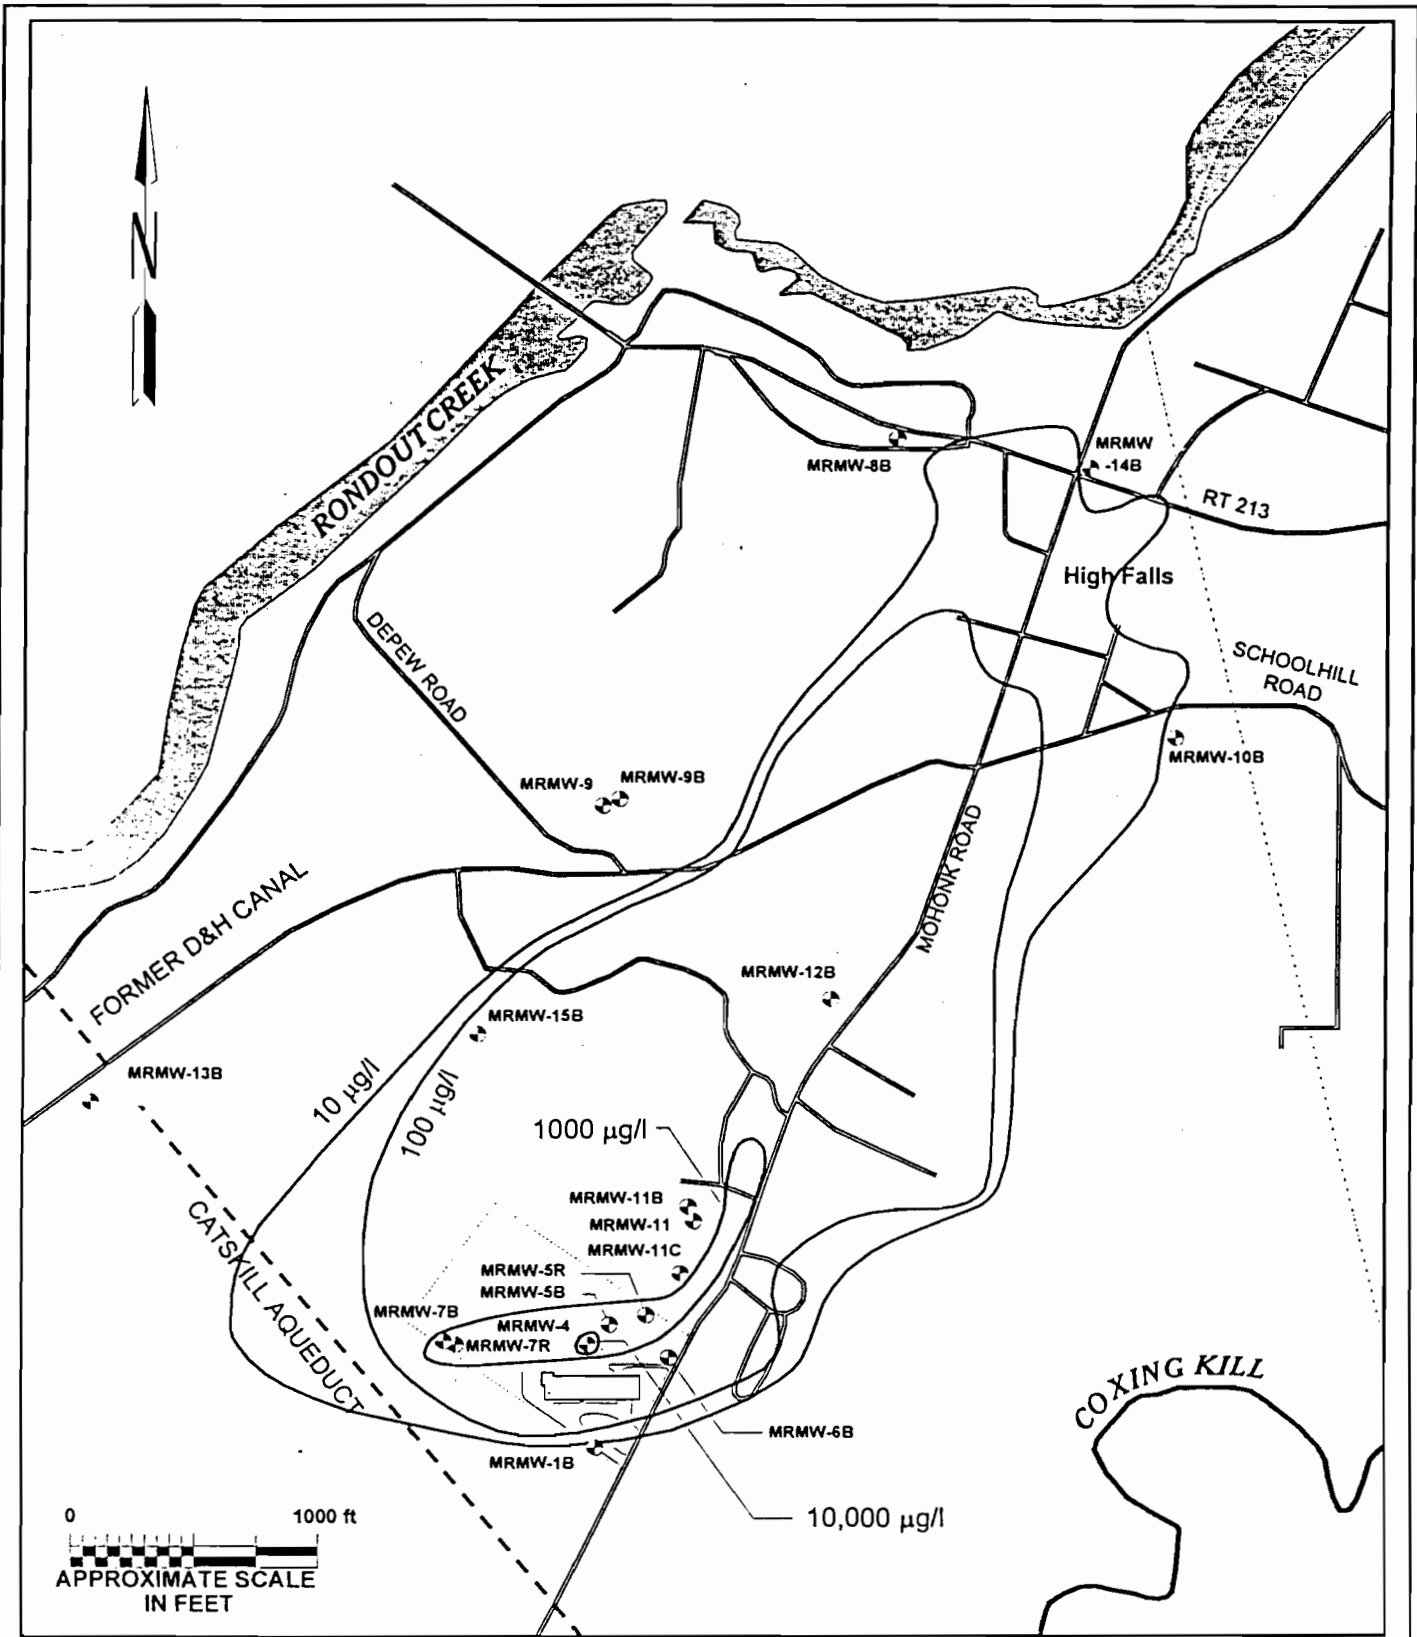 N
RONDOUT CREEK
MRMW-8B
MRMW
-14B
RT 213
High Falls
DEPEW ROAD
SCHOOLHILL
ROAD
MRMW-10B
MRMW-9
MRMW-9B
MOHONK ROAD
FORMER D&H CANAL
MRMW-12B
MRMW-15B
MRMW-13B
10 µg/l
100 µg/l
1000 µg/l
MRMW-11B
MRMW-11
MRMW-11C
CATSKILL AQUEDUCT
MRMW-5R
MRMW-5B
MRMW-7B
MRMW-4
MRMW-7R
COXING KILL
MRMW-6B
MRMW-1B
10,000 µg/l
0 1000 ft
APPROXIMATE SCALE
IN FEET